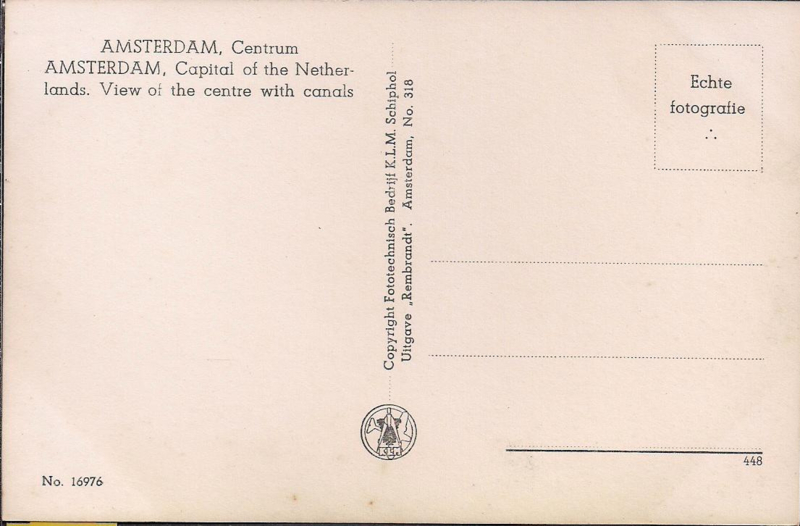 AMSTERDAM, Centrum
AMSTERDAM, Capital of the Nether-
lands. View of the centre with canals
Copyright Fototechnisch Bedrijf K.L.M. Schiphol
Uitgave „Rembrandt". Amsterdam, No. 318
Echte
fotografie
No. 16976
448